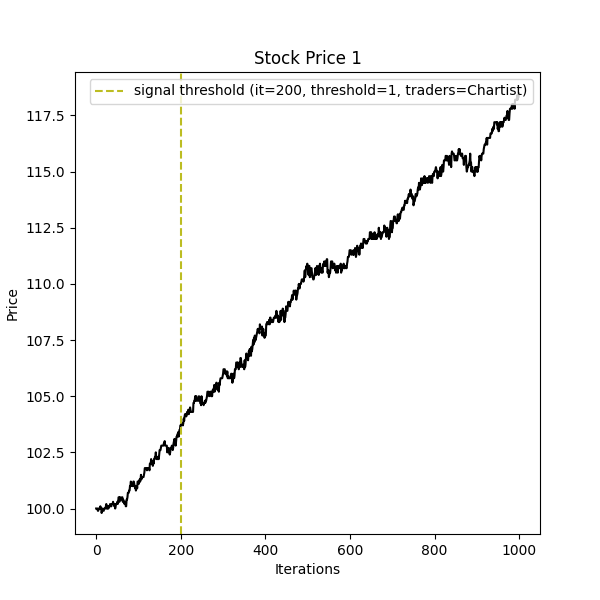 Stock Price 1
signal threshold (it=200, threshold=1, traders=Chartist)
117.5
115.0
112.5
110.0
107.5
105.0
102.5
100.0
Price
0 200 400 600 800 1000
Iterations